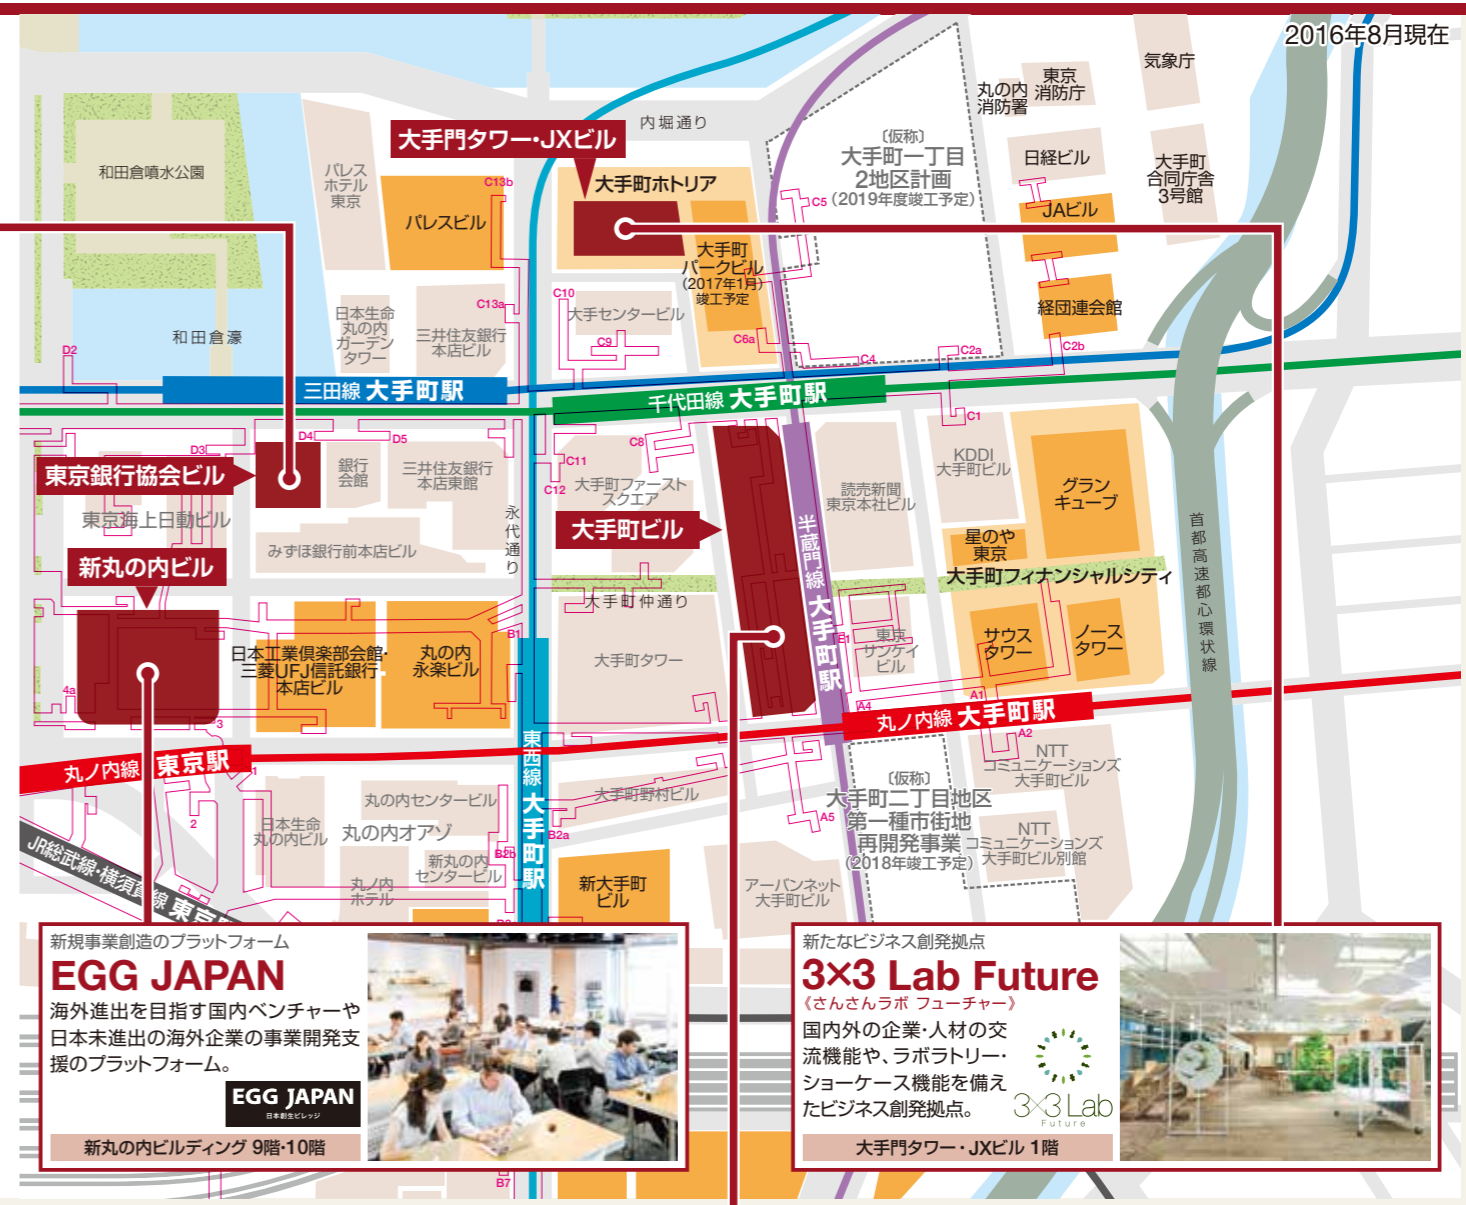 2016年8月現在
気象庁
東京
消防庁
丸の内
消防署
内堀通り
〔仮称〕
大手町一丁目
2地区計画
（2019年度竣工予定）
大手門タワー・JXビル
日経ビル
大手町
合同庁舎
3号館
和田倉噴水公園
パレス
ホテル
東京
C13b
大手町ホトリア
C5
JAビル
パレスビル
大手町
パークビル
(2017年1月)
竣工予定
C13a
C10
日本生命
丸の内
ガーデン
タワー
三井住友銀行
本店ビル
大手センタービル
経団連会館
和田倉濠
D2
C9
C6a
C4
C2a
C2b
三田線 大手町駅
千代田線 大手町駅
C1
D3
D4
D5
C8
C11
C12
東京銀行協会ビル
銀行
会館
三井住友銀行
本店東館
大手町ファースト
スクエア
KDDI
大手町ビル
読売新聞
東京本社ビル
グラン
キューブ
東京海上日動ビル
永代通り
大手町ビル
半蔵門線 大手町駅
星のや
東京
首都高速都心環状線
みずほ銀行前本店ビル
新丸の内ビル
大手町フィナンシャルシティ
大手町仲通り
B1
E1
日本工業倶楽部会館・
三菱UFJ信託銀行
本店ビル
丸の内
永楽ビル
大手町タワー
東京
サンケイ
ビル
サウス
タワー
ノース
タワー
4a
3
A1
A4
丸ノ内線 大手町駅
A2
丸ノ内線 東京駅
1
東西線 大手町駅
NTT
コミュニケーションズ
大手町ビル
〔仮称〕
大手町二丁目地区
第一種市街地
再開発事業
（2018年竣工予定）
丸の内センタービル
大手町野村ビル
2
日本生命
丸の内ビル
丸の内オアゾ
B2a
A5
B2b
NTT
コミュニケーションズ
大手町ビル別館
新丸の内
センタービル
JR総武線・横須賀線 東京
丸ノ内
ホテル
新大手町
ビル
アーバンネット
大手町ビル
新規事業創造のプラットフォーム
EGG JAPAN
海外進出を目指す国内ベンチャーや
日本未進出の海外企業の事業開発支
援のプラットフォーム。
EGG JAPAN
日本創生ビレッジ
新丸の内ビルディング 9階・10階
新たなビジネス創発拠点
3×3 Lab Future
《さんさんラボ フューチャー》
国内外の企業・人材の交
流機能や、ラボラトリー・
ショーケース機能を備え
たビジネス創発拠点。
3×3 Lab
Future
大手門タワー・JXビル 1階
B7